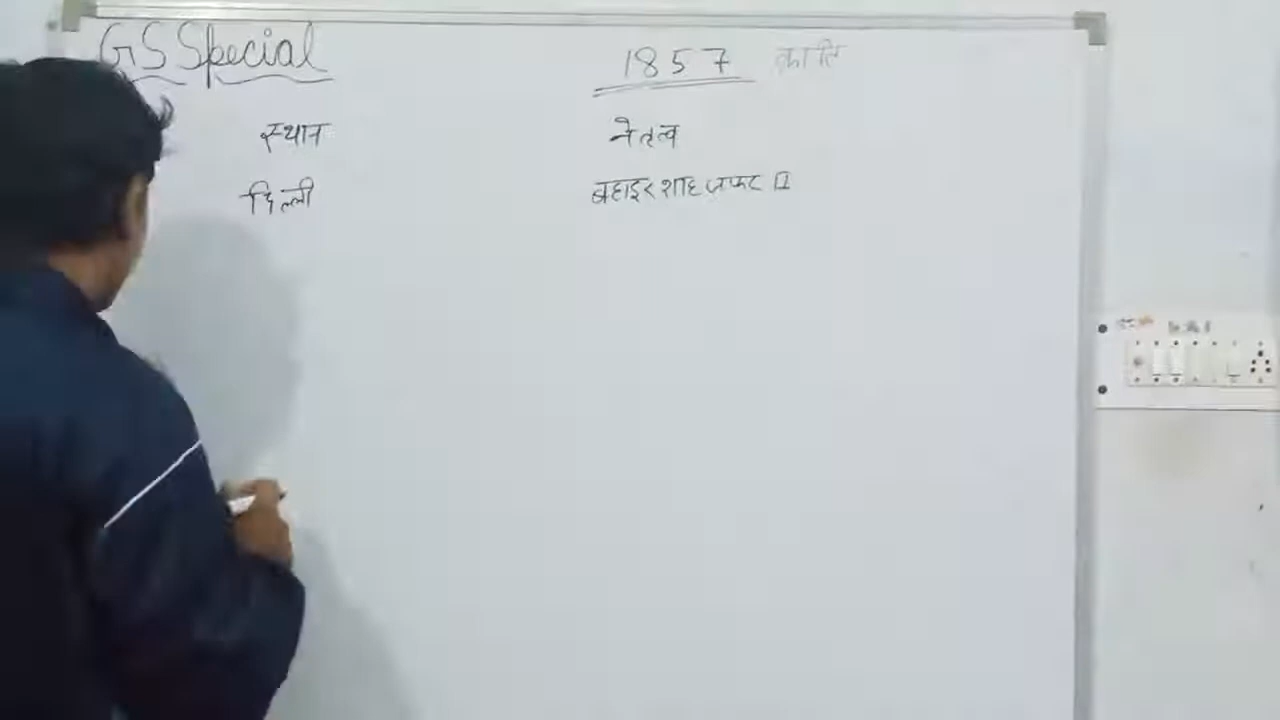 GS Special
1857 क्रांति
स्थान नेतृत्व
दिल्ली बहादुर शाह जफर II